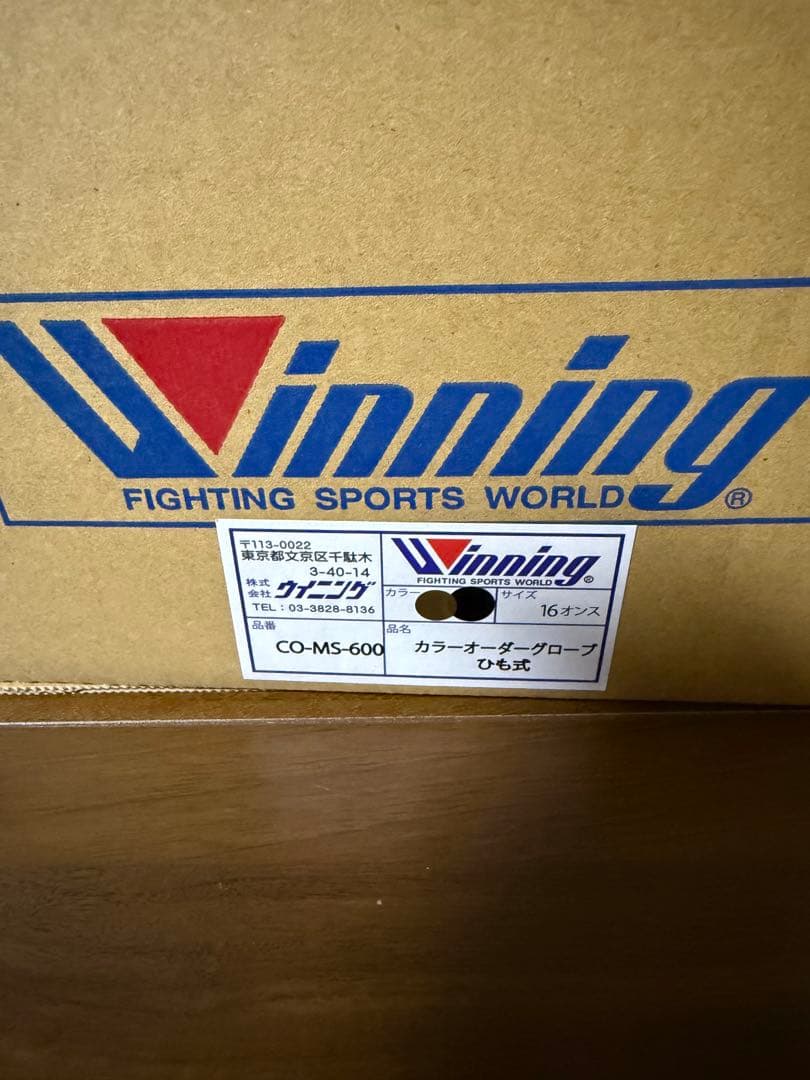 Winning
FIGHTING SPORTS WORLD®
〒113-0022
東京都文京区千駄木
3-40-14
株式会社 ウイニング
TEL：03-3828-8136
Winning
FIGHTING SPORTS WORLD®
カラー
サイズ
16オンス
品番
CO-MS-600
品名
カラーオーダーグローブ
ひも式